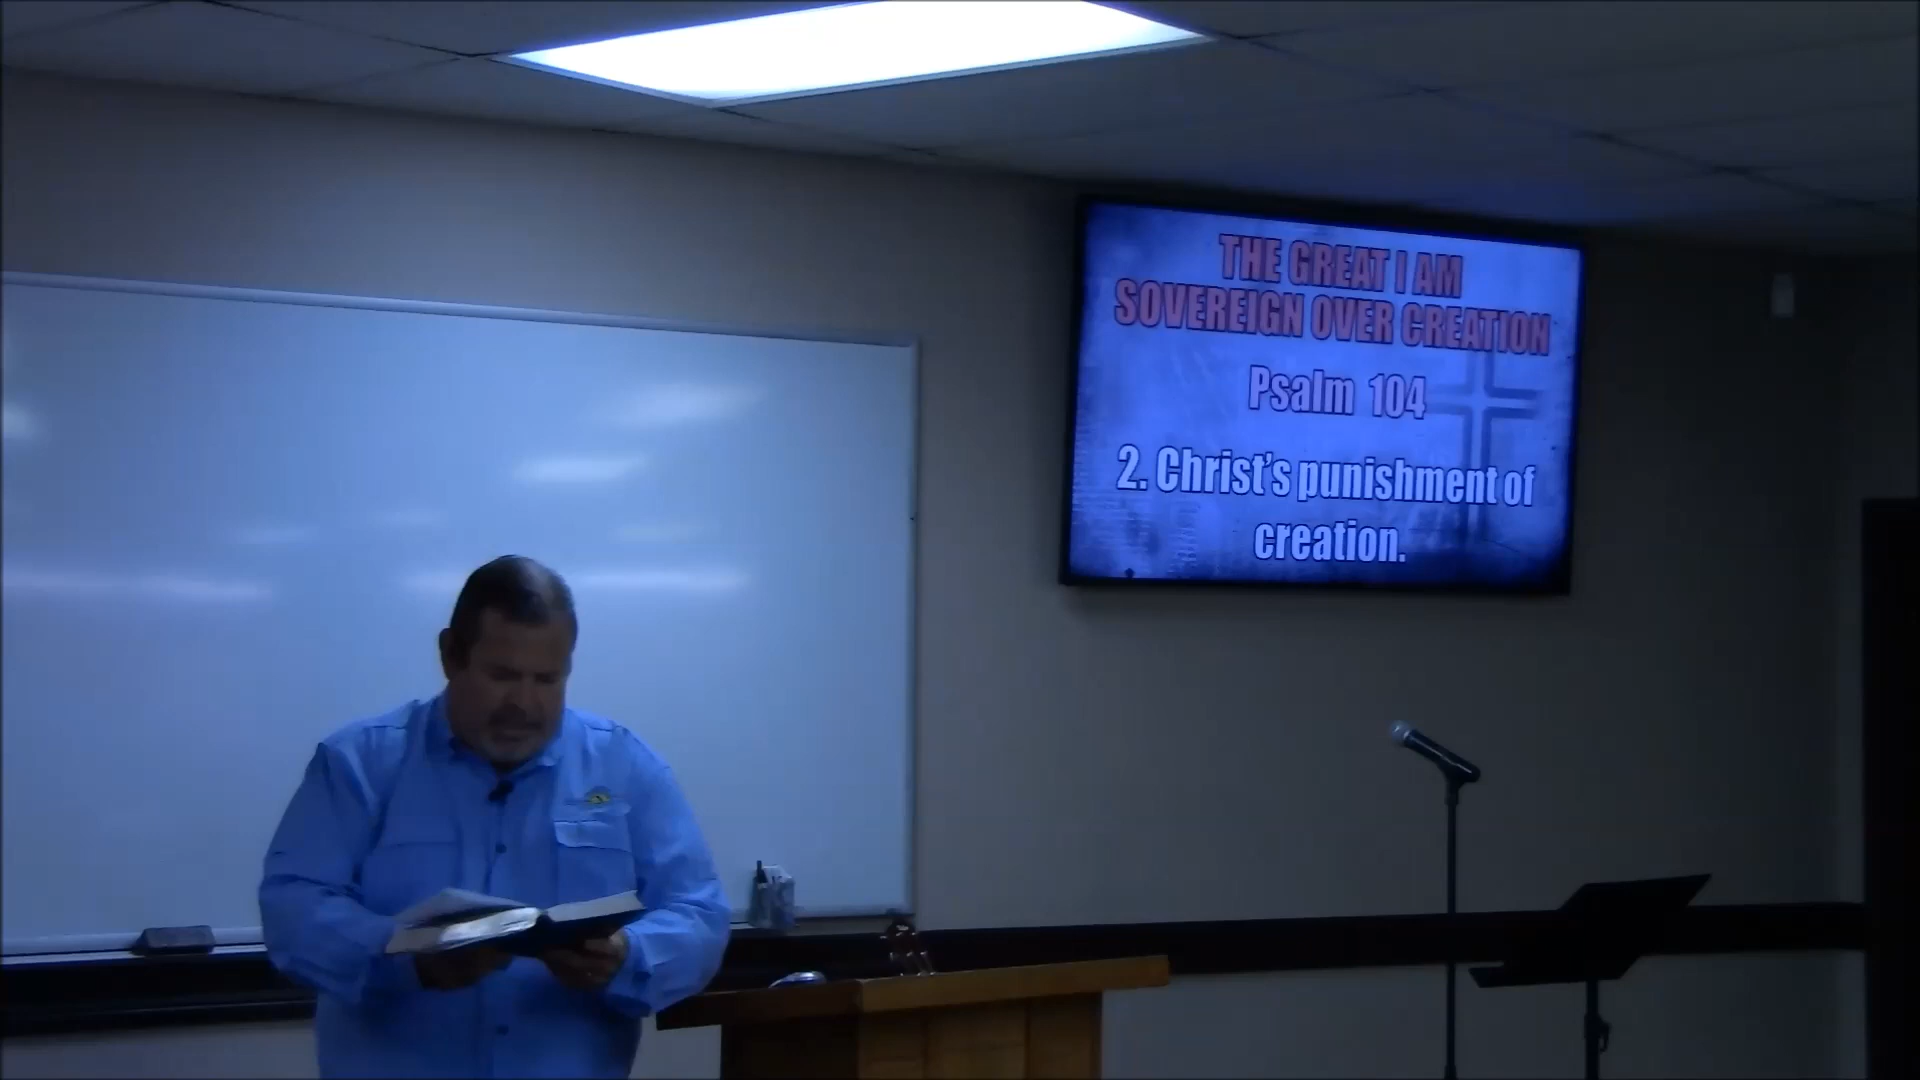 THE GREAT I AM
SOVEREIGN OVER CREATION
Psalm 104
2. Christ's punishment of
creation.